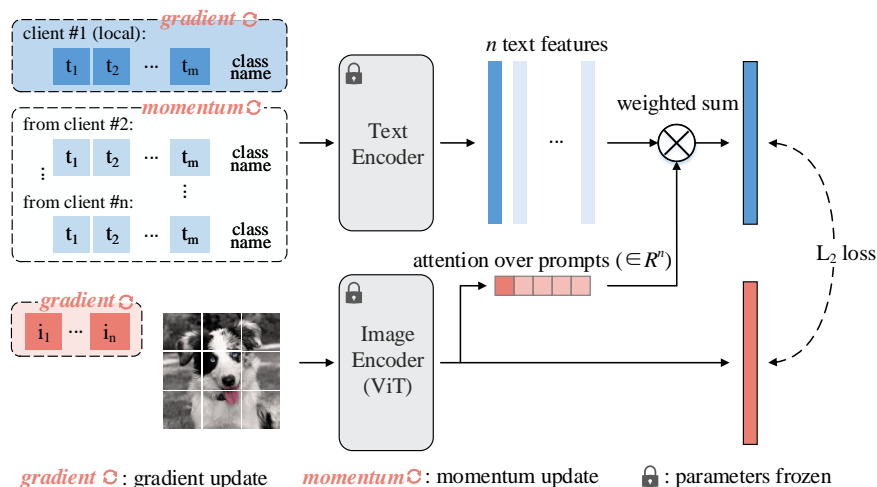 gradient
client #1 (local):
t1 t2 ... tm class name
momentum
from client #2:
t1 t2 ... tm class name
⋮ ⋮
from client #n:
t1 t2 ... tm class name
Text Encoder
n text features
...
weighted sum
attention over prompts (∈Rⁿ)
L2 loss
gradient
i1 ... in
Image Encoder (ViT)
gradient : gradient update momentum : momentum update : parameters frozen